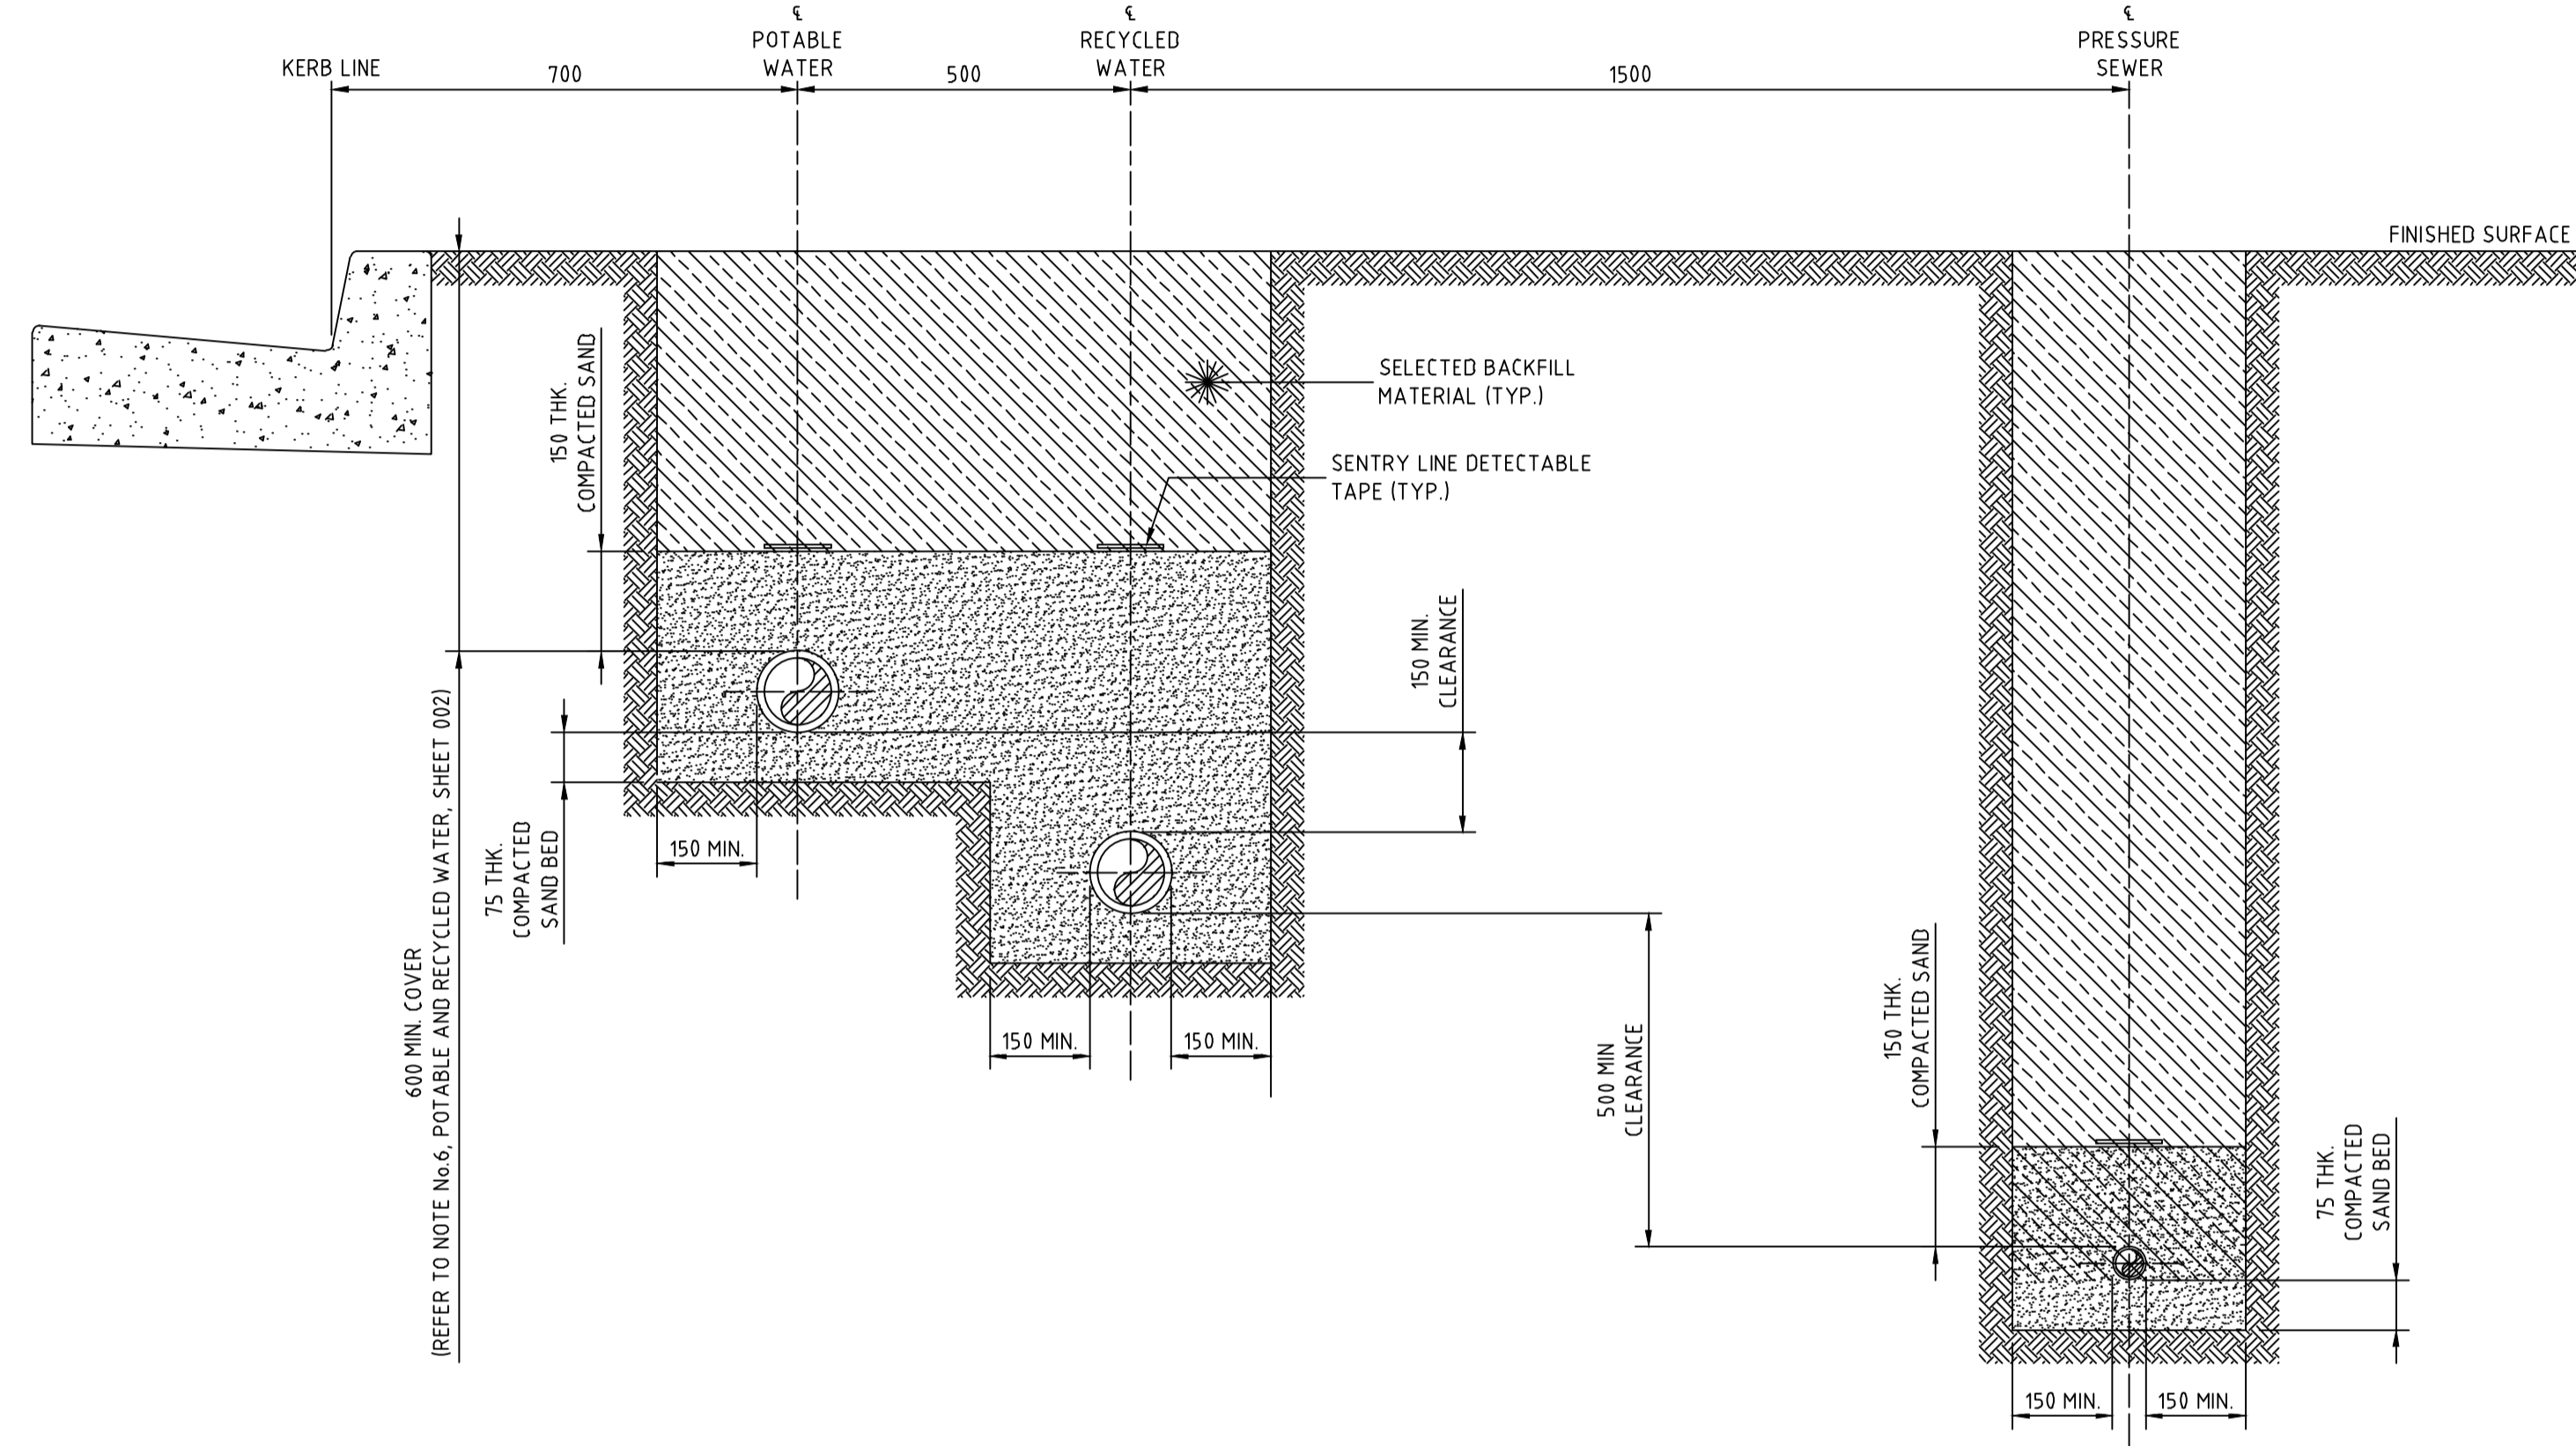 ℄
POTABLE
WATER
℄
RECYCLED
WATER
℄
PRESSURE
SEWER
KERB LINE
700
500
1500
FINISHED SURFACE
150 THK.
COMPACTED SAND
SELECTED BACKFILL
MATERIAL (TYP.)
SENTRY LINE DETECTABLE
TAPE (TYP.)
150 MIN.
CLEARANCE
600 MIN. COVER
(REFER TO NOTE No.6, POTABLE AND RECYCLED WATER, SHEET 002)
75 THK.
COMPACTED
SAND BED
150 MIN.
150 MIN.
150 MIN.
500 MIN
CLEARANCE
150 THK.
COMPACTED SAND
75 THK.
COMPACTED
SAND BED
150 MIN.
150 MIN.